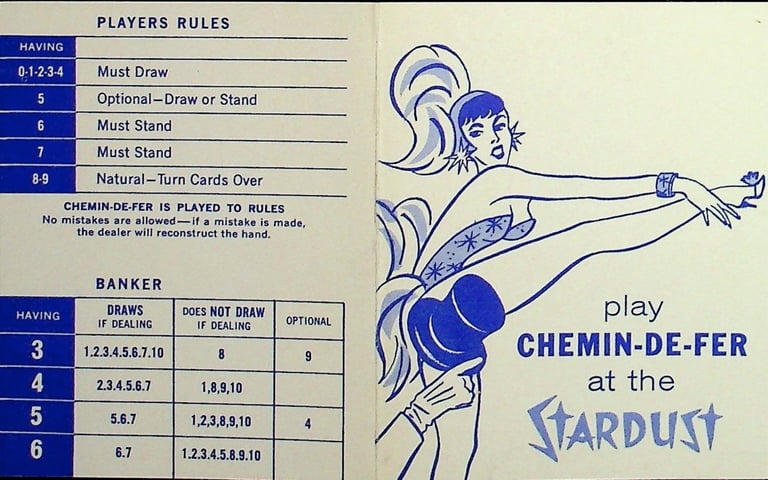 PLAYERS RULES
HAVING
0-1-2-3-4 Must Draw
5 Optional—Draw or Stand
6 Must Stand
7 Must Stand
8-9 Natural—Turn Cards Over
CHEMIN-DE-FER IS PLAYED TO RULES
No mistakes are allowed—if a mistake is made,
the dealer will reconstruct the hand.
BANKER
HAVING DRAWS IF DEALING DOES NOT DRAW IF DEALING OPTIONAL
3 1.2.3.4.5.6.7.10 8 9
4 2.3.4.5.6.7 1,8,9,10
5 5.6.7 1,2,3,8,9,10 4
6 6.7 1.2.3.4.5.8.9.10
play
CHEMIN-DE-FER
at the
STARDUST